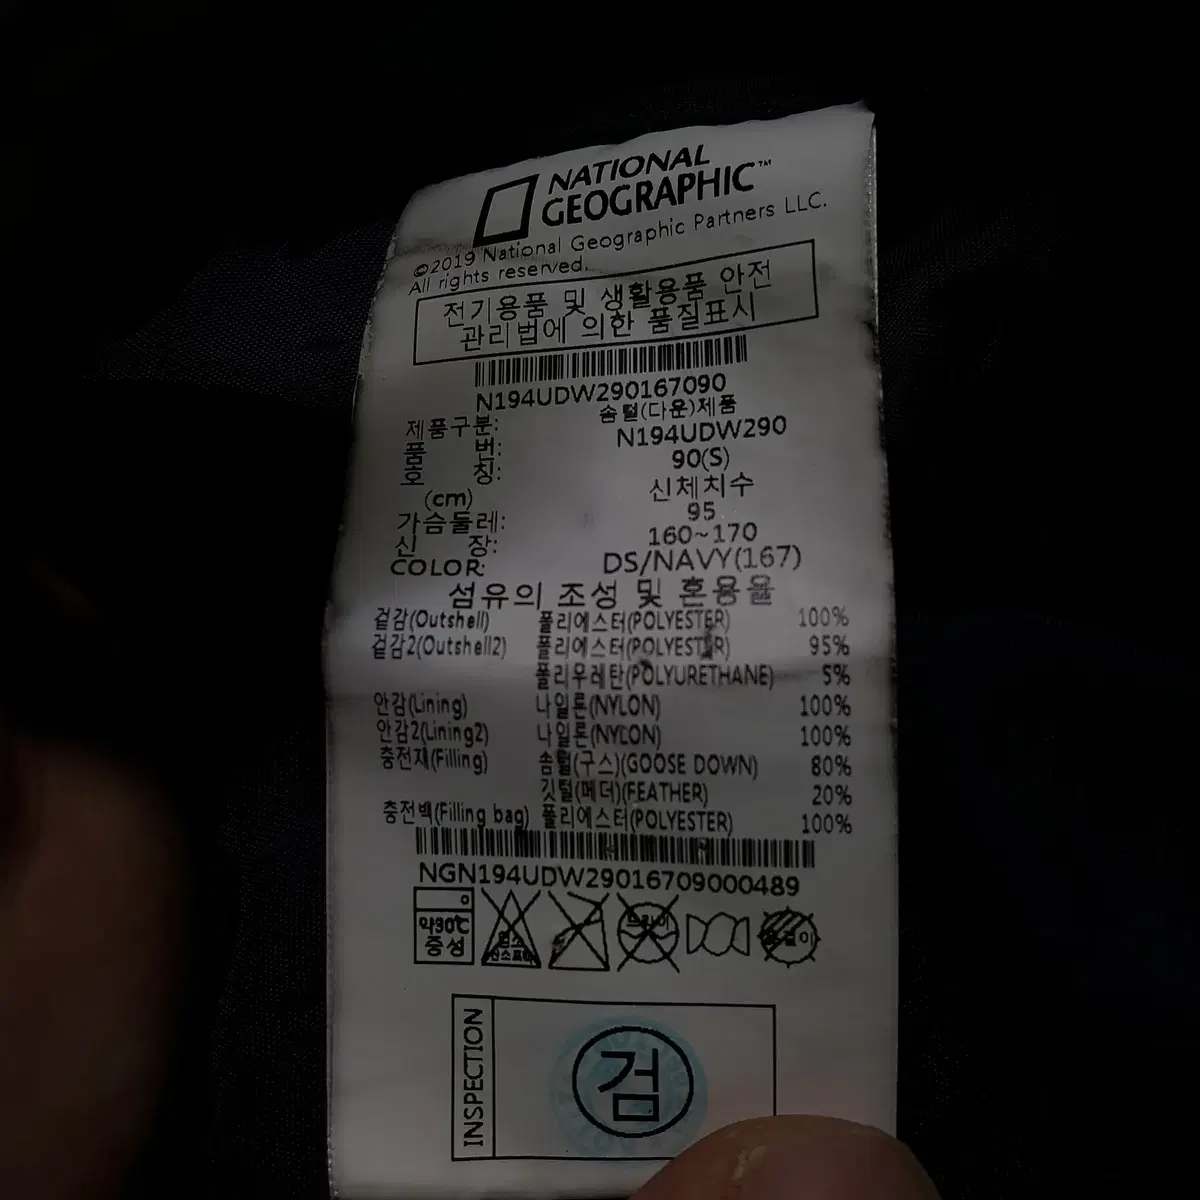 NATIONAL
GEOGRAPHIC™
©2019 National Geographic Partners LLC.
All rights reserved.
전기용품 및 생활용품 안전
관리법에 의한 품질표시
N194UDW290167090
제품구분: 솜털(다운)제품
품 번: N194UDW290
호 칭: 90(S)
(cm) 신체치수
가슴둘레: 95
신 장: 160~170
COLOR: DS/NAVY(167)
섬유의 조성 및 혼용율
겉감(Outshell) 폴리에스터(POLYESTER) 100%
겉감2(Outshell2) 폴리에스터(POLYESTER) 95%
폴리우레탄(POLYURETHANE) 5%
안감(Lining) 나일론(NYLON) 100%
안감2(Lining2) 나일론(NYLON) 100%
충전재(Filling) 솜털(구스)(GOOSE DOWN) 80%
깃털(페더)(FEATHER) 20%
충전백(Filling bag) 폴리에스터(POLYESTER) 100%
NGN194UDW29016709000489
약30℃
중성
드라이
INSPECTION
검